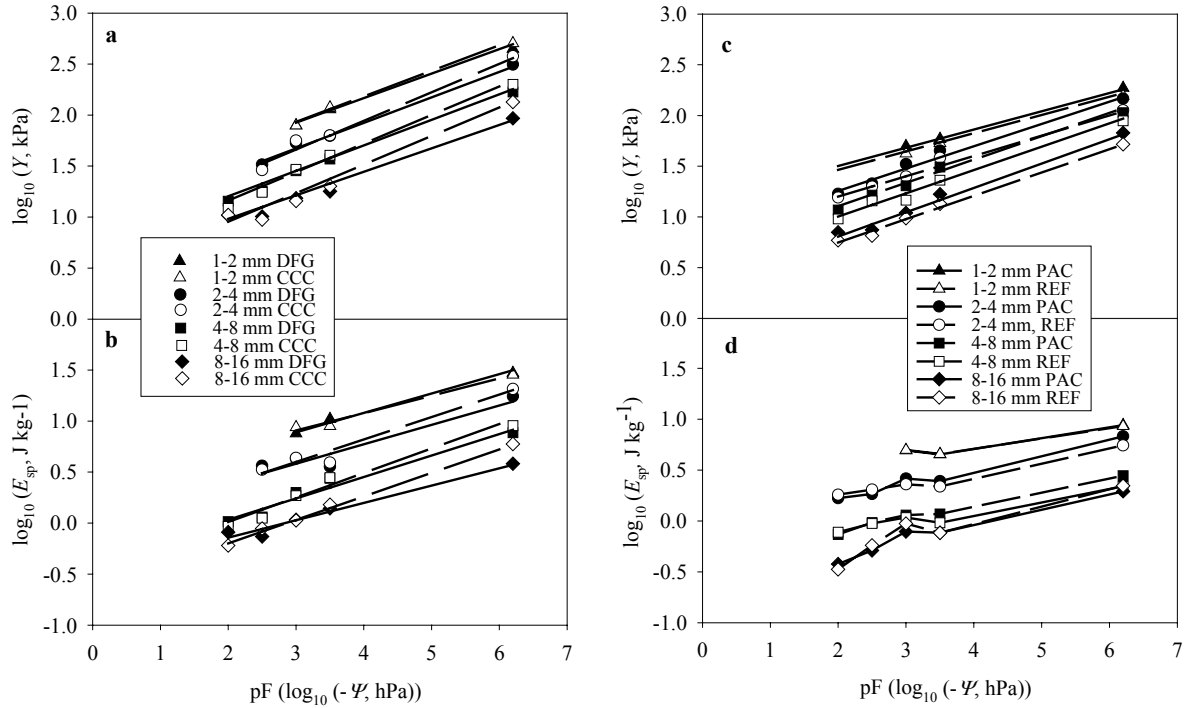 a
3.0
2.5
2.0
1.5
1.0
0.5
0.0
log10 (Y, kPa)
1-2 mm DFG
1-2 mm CCC
2-4 mm DFG
2-4 mm CCC
4-8 mm DFG
4-8 mm CCC
8-16 mm DFG
8-16 mm CCC
b
1.5
1.0
0.5
0.0
-0.5
-1.0
log10 (Esp, J kg-1)
0 1 2 3 4 5 6 7
pF (log10 (-Ψ, hPa))
c
3.0
2.5
2.0
1.5
1.0
0.5
0.0
log10 (Y, kPa)
1-2 mm PAC
1-2 mm REF
2-4 mm PAC
2-4 mm, REF
4-8 mm PAC
4-8 mm REF
8-16 mm PAC
8-16 mm REF
d
1.5
1.0
0.5
0.0
-0.5
-1.0
log10 (Esp, J kg-1)
0 1 2 3 4 5 6 7
pF (log10 (-Ψ, hPa))